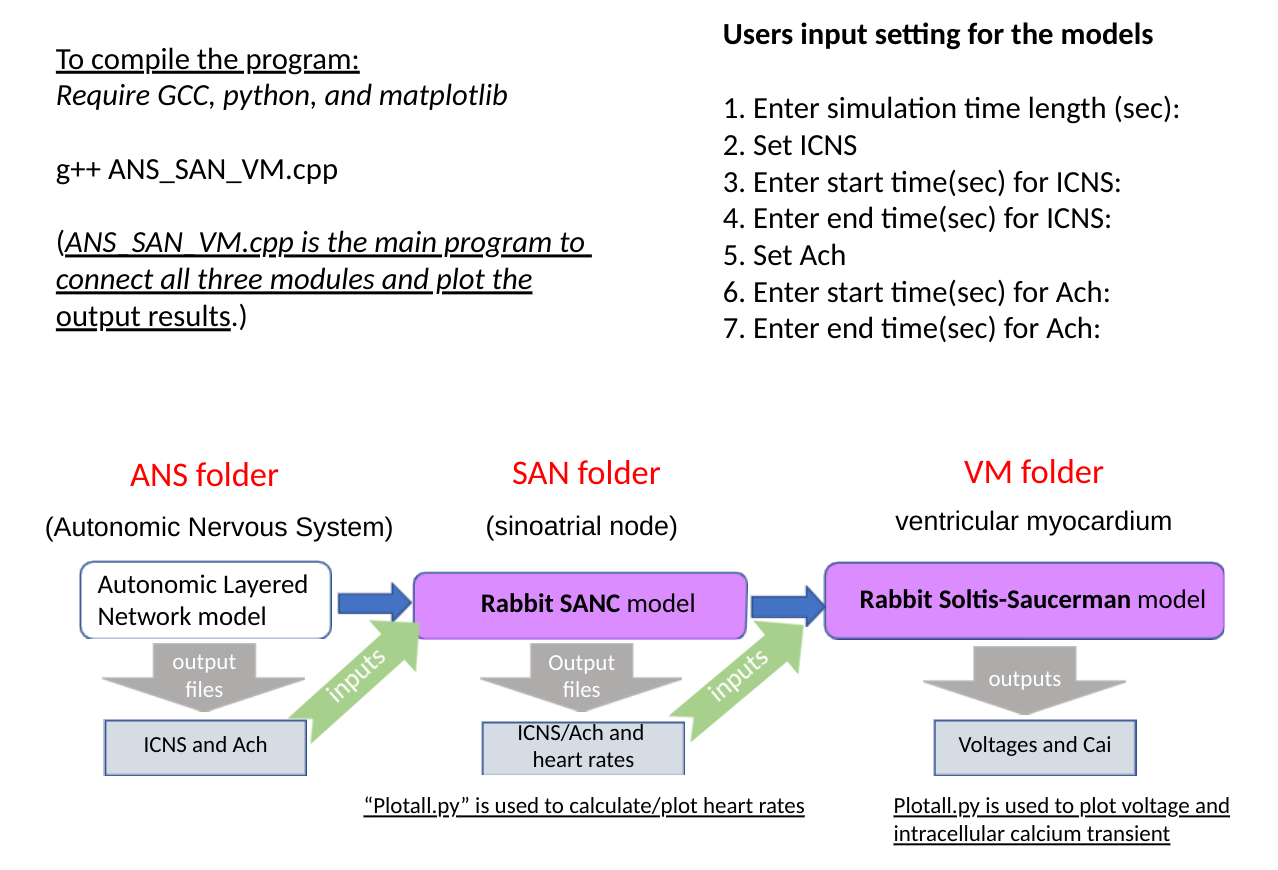 To compile the program:
Require GCC, python, and matplotlib
g++ ANS_SAN_VM.cpp
(ANS_SAN_VM.cpp is the main program to
connect all three modules and plot the
output results.)
Users input setting for the models
1. Enter simulation time length (sec):
2. Set ICNS
3. Enter start time(sec) for ICNS:
4. Enter end time(sec) for ICNS:
5. Set Ach
6. Enter start time(sec) for Ach:
7. Enter end time(sec) for Ach:
ANS folder
(Autonomic Nervous System)
Autonomic Layered
Network model
output
files
ICNS and Ach
inputs
SAN folder
(sinoatrial node)
Rabbit SANC model
Output
files
ICNS/Ach and
heart rates
inputs
“Plotall.py” is used to calculate/plot heart rates
VM folder
ventricular myocardium
Rabbit Soltis-Saucerman model
outputs
Voltages and Cai
Plotall.py is used to plot voltage and
intracellular calcium transient